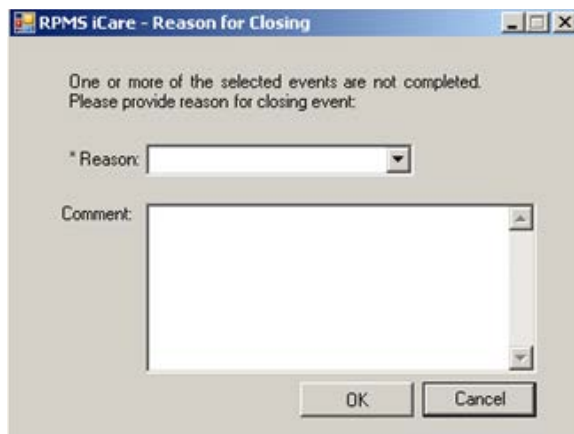 RPMS iCare - Reason for Closing
One or more of the selected events are not completed.
Please provide reason for closing event:
* Reason:
Comment:
OK Cancel